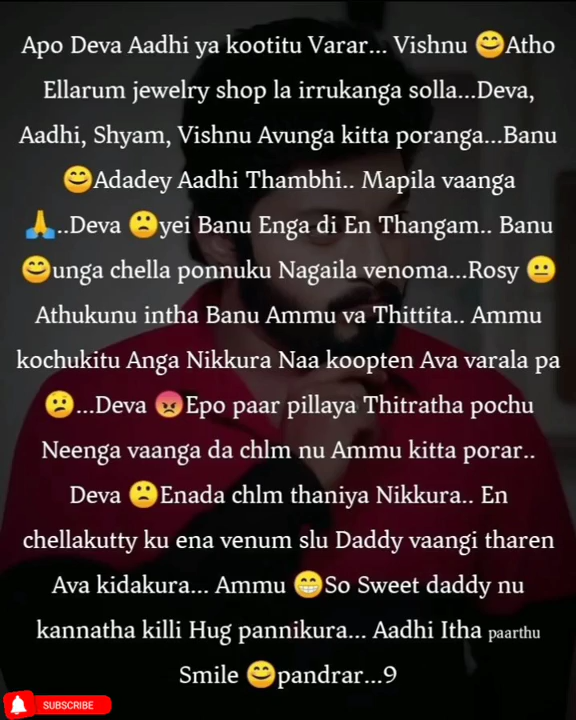 Apo Deva Aadhi ya kootitu Varar... Vishnu 😊Atho
Ellarum jewelry shop la irrukanga solla...Deva,
Aadhi, Shyam, Vishnu Avunga kitta poranga...Banu
😊Adadey Aadhi Thambhi.. Mapila vaanga
🙏..Deva 🙁yei Banu Enga di En Thangam.. Banu
😊unga chella ponnuku Nagaila venoma...Rosy 😐
Athukunu intha Banu Ammu va Thittita.. Ammu
kochukitu Anga Nikkura Naa koopten Ava varala pa
😕...Deva 😡Epo paar pillaya Thitratha pochu
Neenga vaanga da chlm nu Ammu kitta porar..
Deva 🙁Enada chlm thaniya Nikkura.. En
chellakutty ku ena venum slu Daddy vaangi tharen
Ava kidakura... Ammu 😁So Sweet daddy nu
kannatha killi Hug pannikura... Aadhi Itha paarthu
Smile 😊pandrar...9
SUBSCRIBE